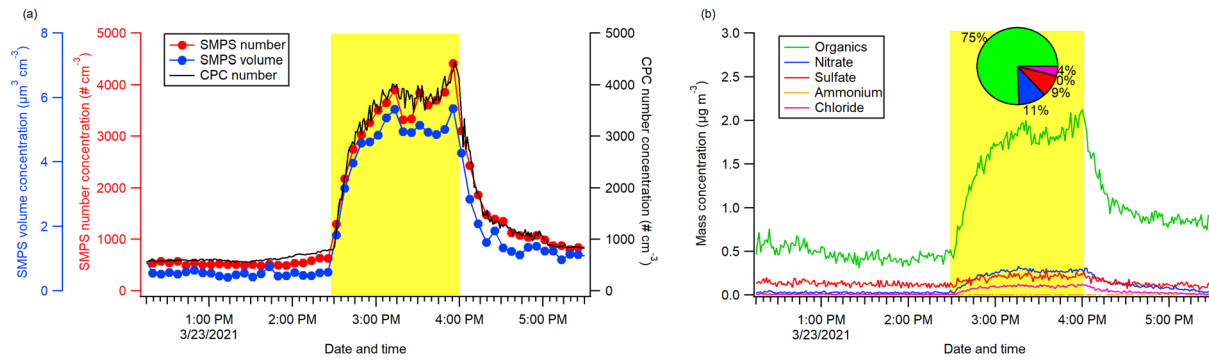 (a)
SMPS volume concentration (µm³ cm⁻³)
8
6
4
2
0
SMPS number concentration (# cm⁻³)
5000
4000
3000
2000
1000
0
SMPS number
SMPS volume
CPC number
5000
4000
3000
2000
1000
0
CPC number concentration (# cm⁻³)
1:00 PM 2:00 PM 3:00 PM 4:00 PM 5:00 PM
3/23/2021
Date and time
(b)
Mass concentration (µg m⁻³)
3.0
2.5
2.0
1.5
1.0
0.5
0.0
Organics
Nitrate
Sulfate
Ammonium
Chloride
75%
4%
0%
9%
11%
1:00 PM 2:00 PM 3:00 PM 4:00 PM 5:00 PM
3/23/2021
Date and time